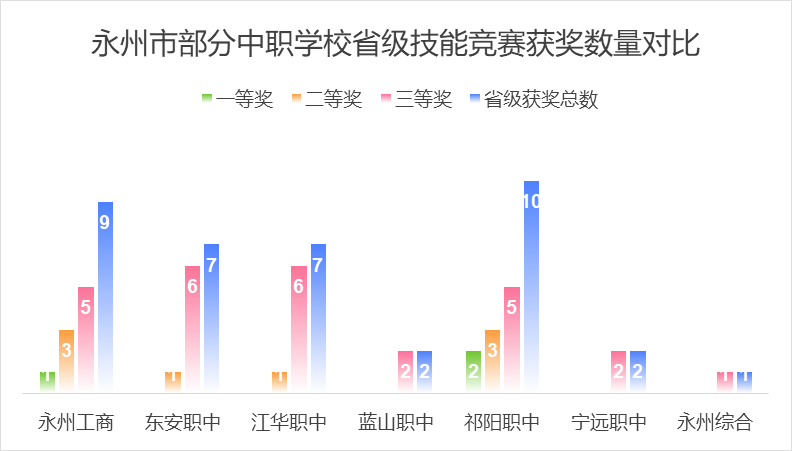 永州市部分中职学校省级技能竞赛获奖数量对比
一等奖 二等奖 三等奖 省级获奖总数
1 3 5 9
1 6 7
1 6 7
2 2
2 3 5 10
2 2
1 1
永州工商 东安职中 江华职中 蓝山职中 祁阳职中 宁远职中 永州综合